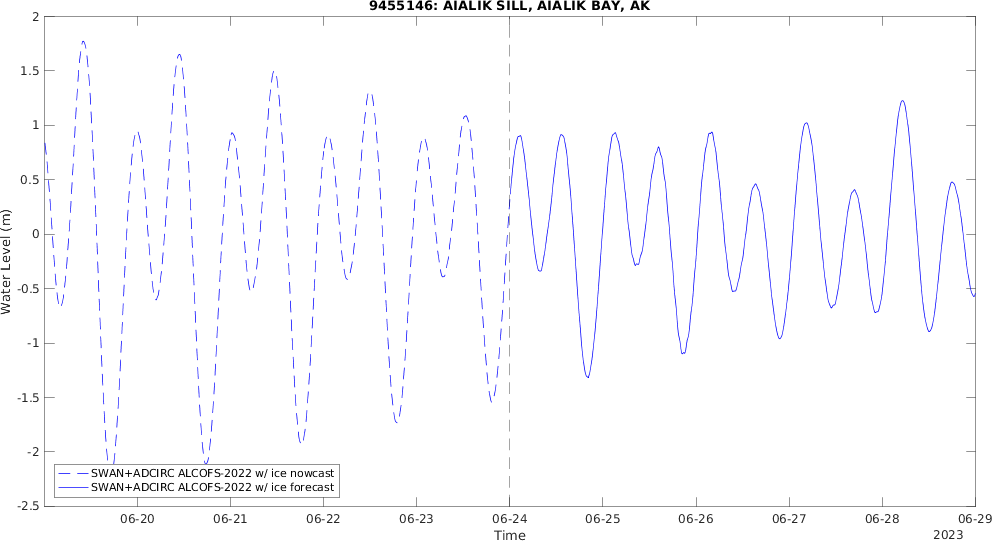 9455146: AIALIK SILL, AIALIK BAY, AK
2
1.5
1
0.5
0
-0.5
-1
-1.5
-2
-2.5
Water Level (m)
SWAN+ADCIRC ALCOFS-2022 w/ ice nowcast
SWAN+ADCIRC ALCOFS-2022 w/ ice forecast
06-20 06-21 06-22 06-23 06-24 06-25 06-26 06-27 06-28 06-29
Time
2023